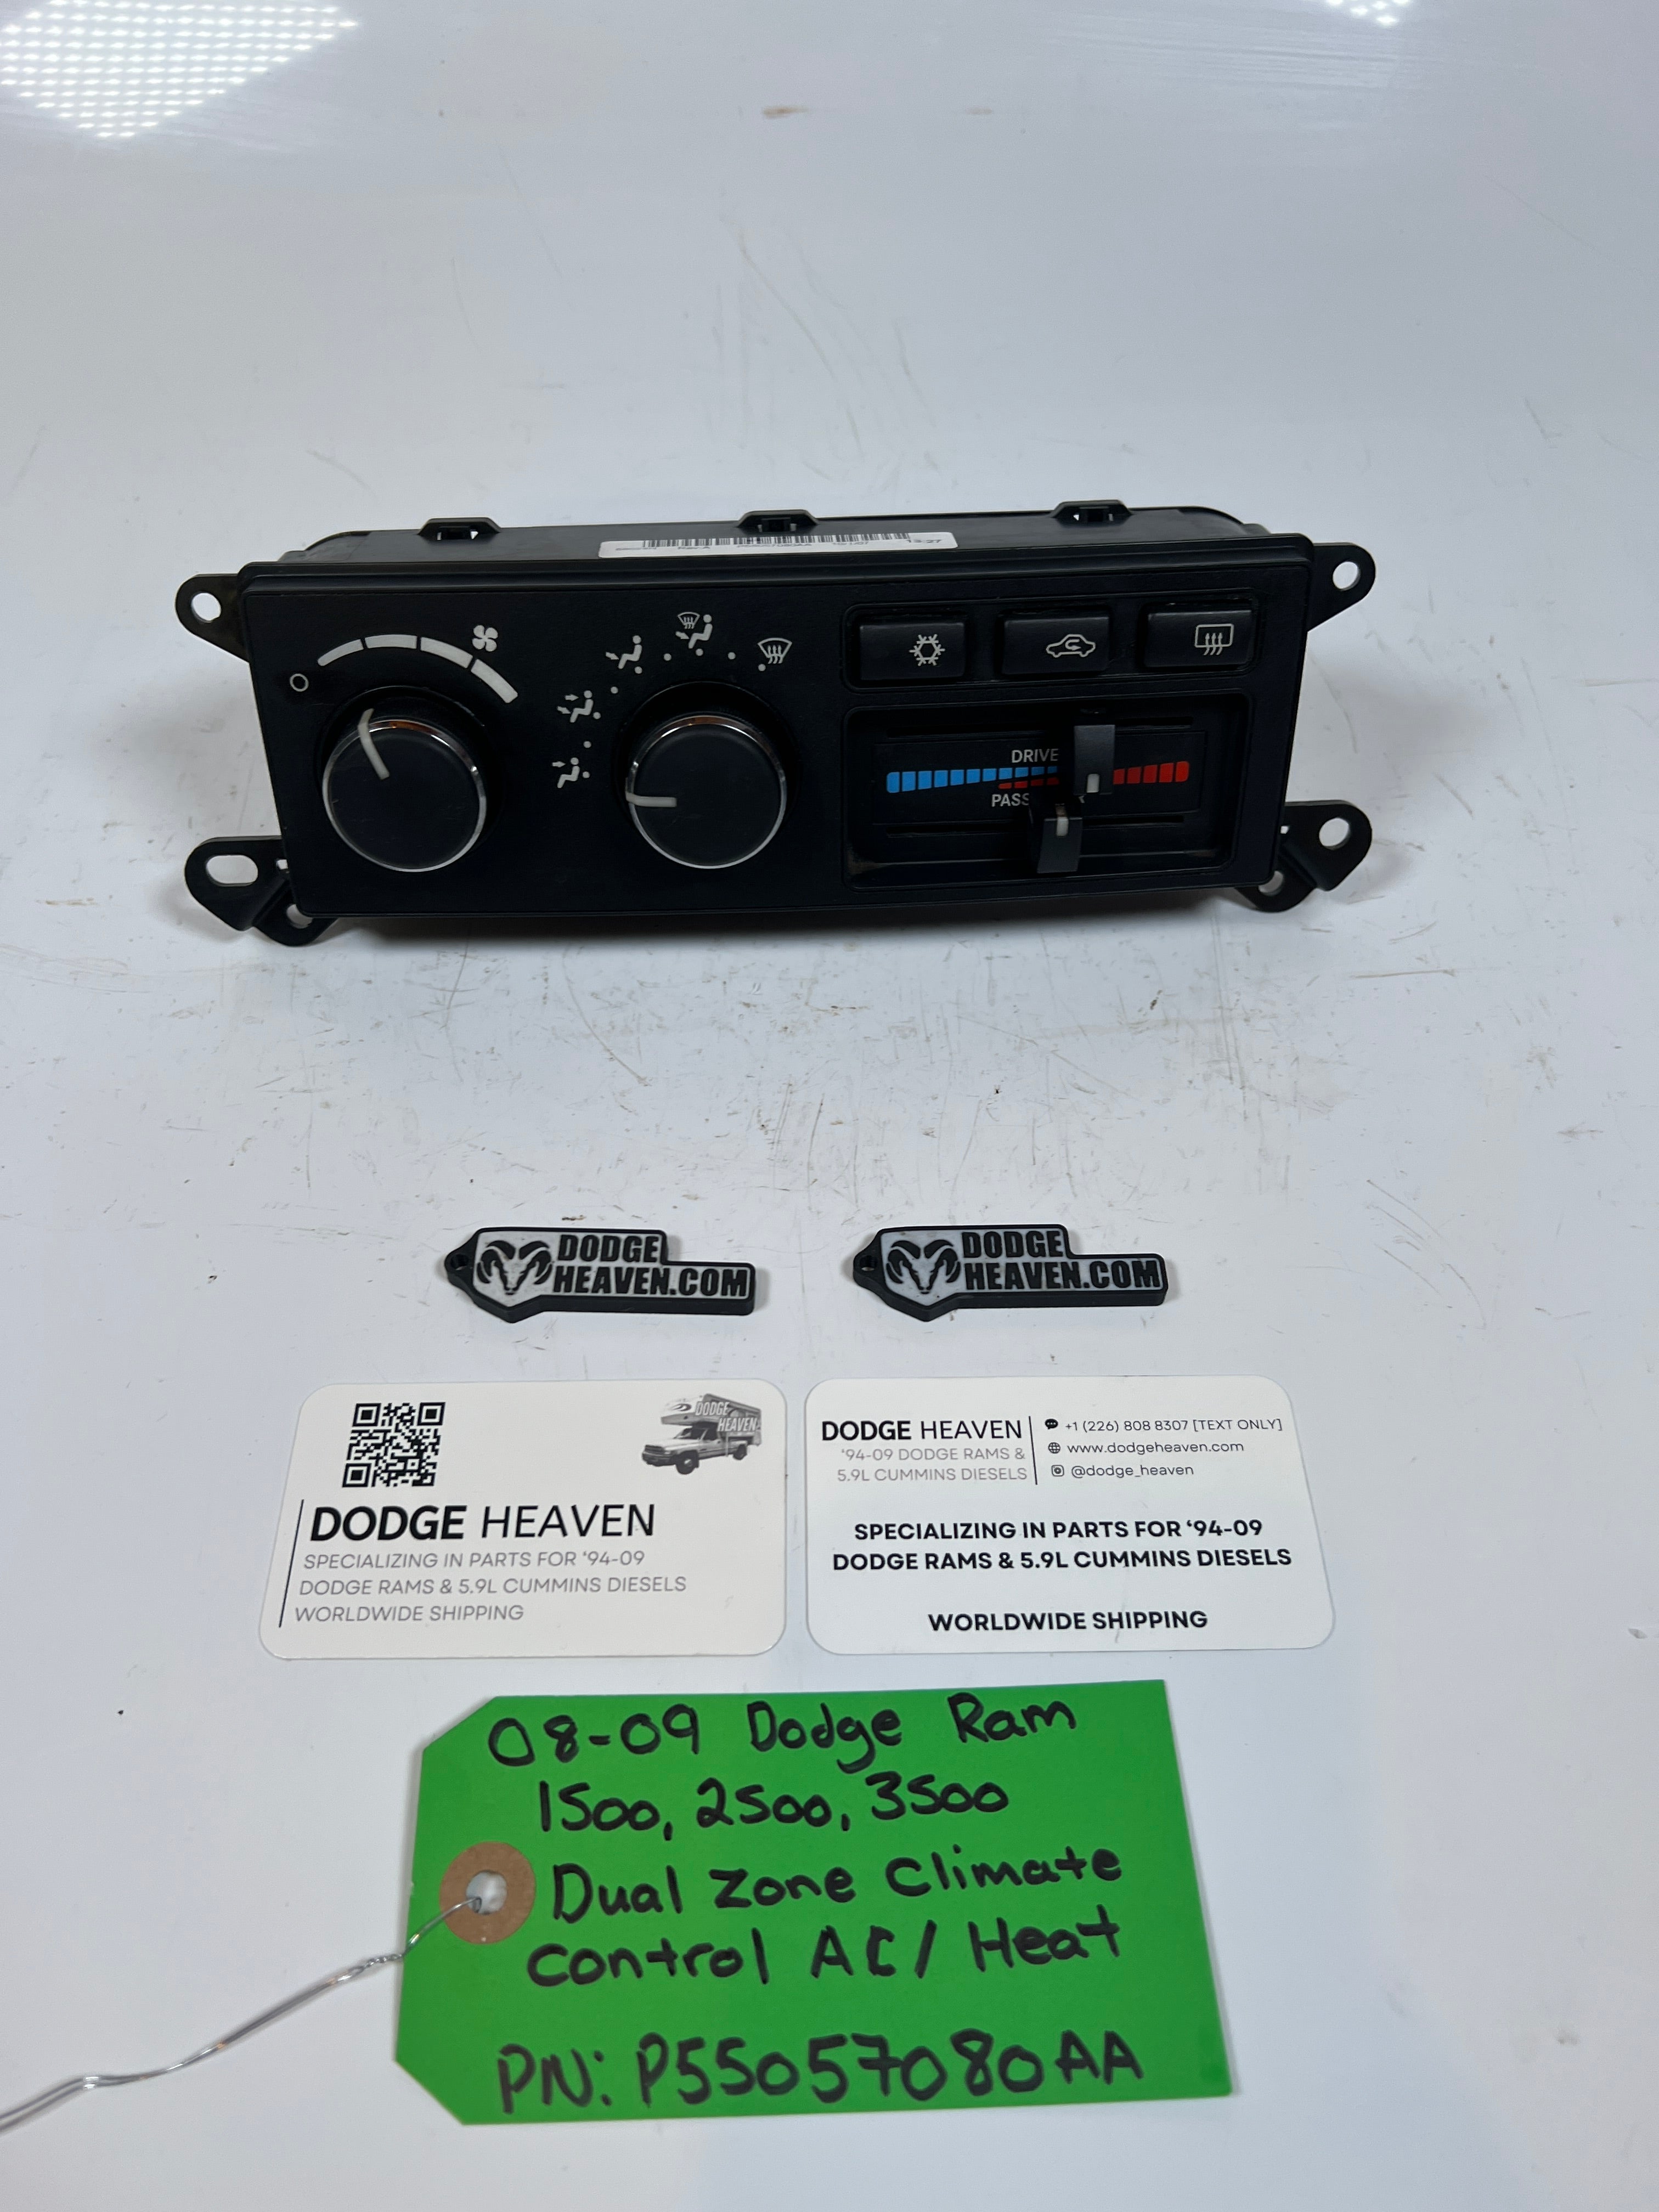 Rev-A
13:27
DRIVE
PASS
R
DODGE
HEAVEN.COM
DODGE
HEAVEN.COM
DODGE
HEAVEN
DODGE HEAVEN
SPECIALIZING IN PARTS FOR ‘94-09
DODGE RAMS & 5.9L CUMMINS DIESELS
WORLDWIDE SHIPPING
DODGE HEAVEN
‘94-09 DODGE RAMS &
5.9L CUMMINS DIESELS
+1 (226) 808 8307 [TEXT ONLY]
www.dodgeheaven.com
@dodge_heaven
SPECIALIZING IN PARTS FOR ‘94-09
DODGE RAMS & 5.9L CUMMINS DIESELS
WORLDWIDE SHIPPING
08-09 Dodge Ram
1500, 2500, 3500
Dual Zone Climate
Control AC/ Heat
PN: P55057080AA